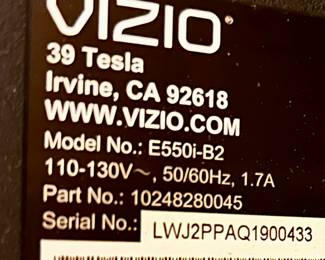 VIZIO
39 Tesla
Irvine, CA 92618
WWW.VIZIO.COM
Model No.: E550i-B2
110-130V~, 50/60Hz, 1.7A
Part No.: 10248280045
Serial No.: LWJ2PPAQ1900433